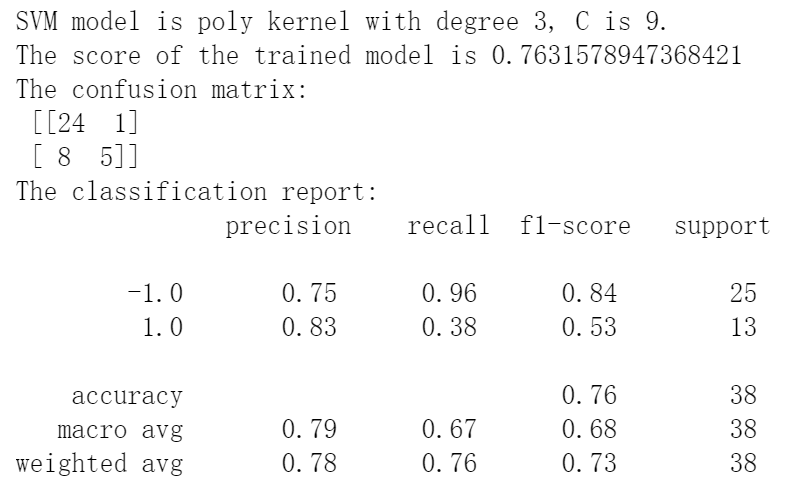 SVM model is poly kernel with degree 3, C is 9.
The score of the trained model is 0.7631578947368421
The confusion matrix:
[[24  1]
[ 8  5]]
The classification report:
precision    recall  f1-score   support
-1.0       0.75      0.96      0.84        25
1.0       0.83      0.38      0.53        13
accuracy                           0.76        38
macro avg       0.79      0.67      0.68        38
weighted avg       0.78      0.76      0.73        38